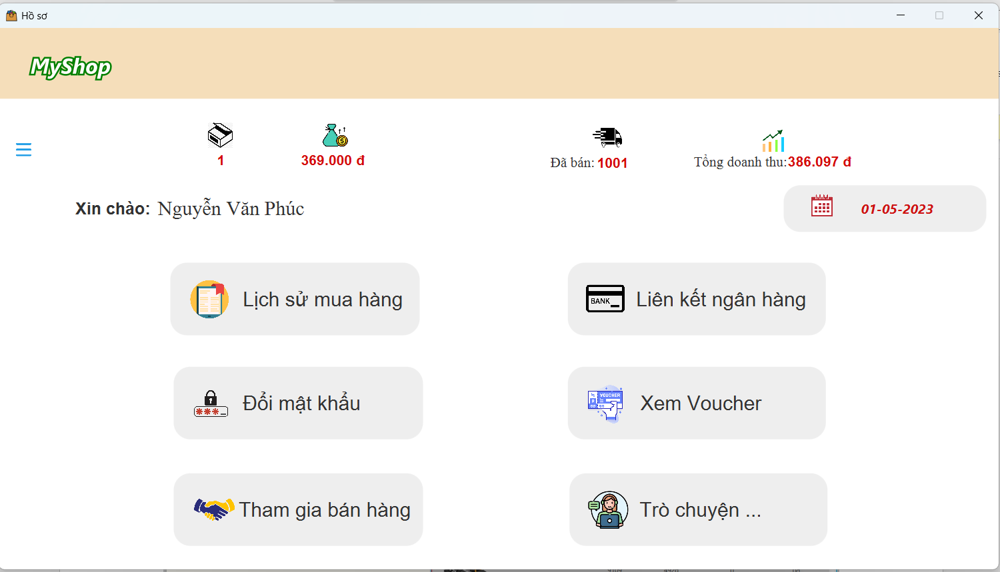 Hồ sơ
MyShop
1
369.000 đ
Đã bán: 1001
Tổng doanh thu:386.097 đ
Xin chào: Nguyễn Văn Phúc
01-05-2023
Lịch sử mua hàng
BANK
Liên kết ngân hàng
Đổi mật khẩu
VOUCHER
Xem Voucher
Tham gia bán hàng
Trò chuyện ...